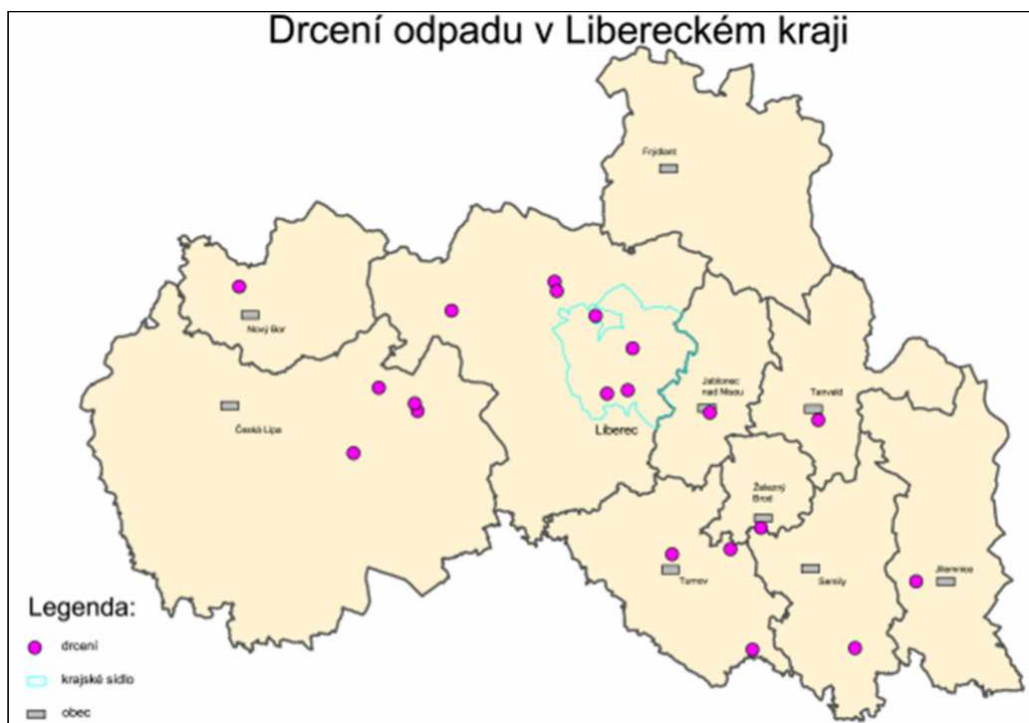 Drcení odpadu v Libereckém kraji
Frýdlant
Nový Bor
Jablonec
nad Nisou
Tanvald
Česká Lípa
Liberec
Železný
Brod
Turnov
Semily
Jilemnice
Legenda:
drcení
krajské sídlo
obec